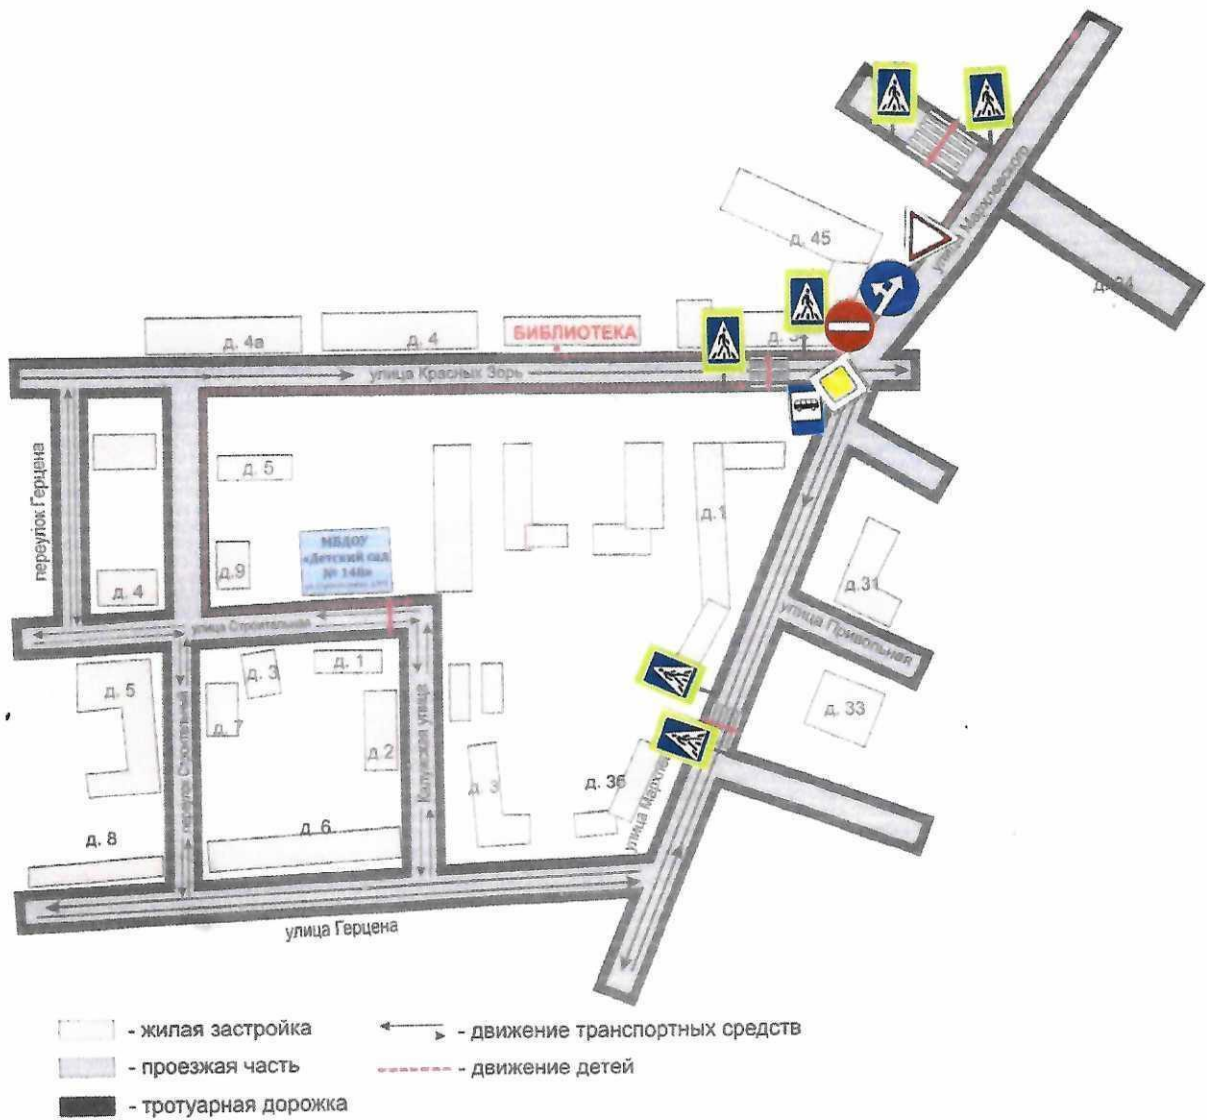 улица Мархлевского
д. 45
д. 34
д. 4а
д. 4
БИБЛИОТЕКА
улица Красных Зорь
переулок Герцена
д. 5
д. 1
д.9
МБДОУ
«Детский сад
№ 148»
д. 4
д.31
улица Строительная
улица Привольная
д. 5
д. 3
д. 1
д. 7
д.2
Калужская улица
переулок Строительный
д. 33
д. 3
д. 36
улица Мархлев
д. 8
д. 6
улица Герцена
- жилая застройка
- движение транспортных средств
- проезжая часть
- движение детей
- тротуарная дорожка